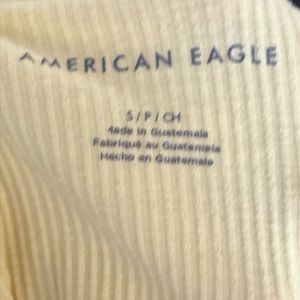 AMERICAN EAGLE
S / P / CH
Made in Guatemala
Fabriqué au Guatemala
Hecho en Guatemala